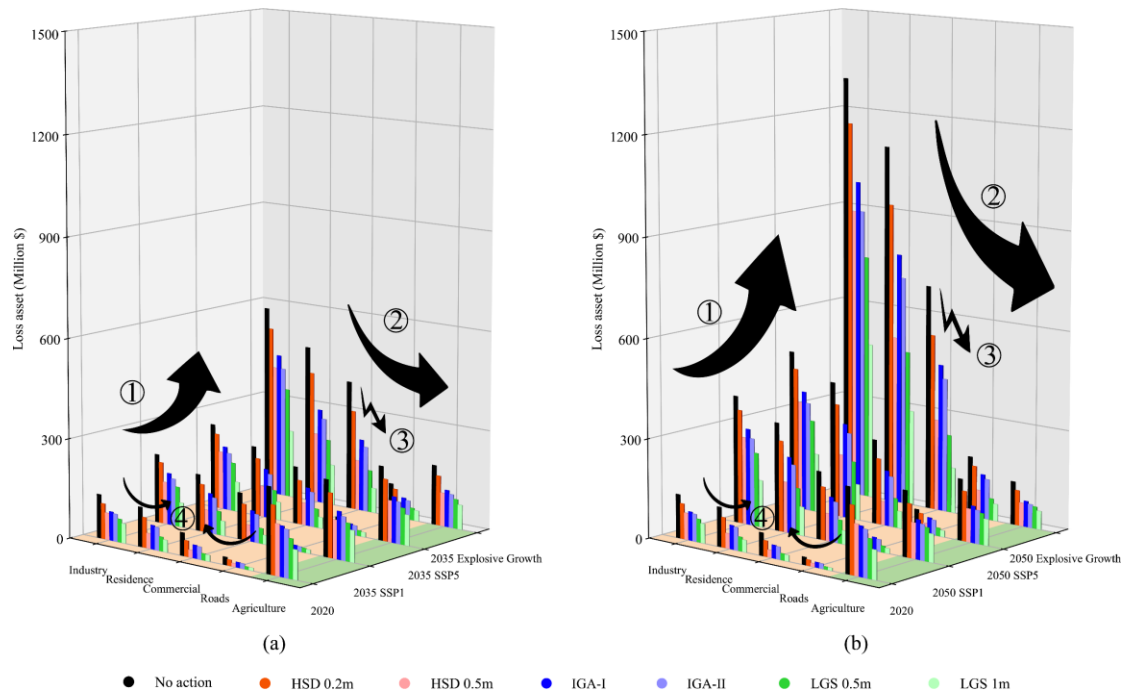 1500
1200
900
600
300
0
Loss asset (Million $)
①
②
③
④
Industry
Residence
Commercial
Roads
Agriculture
2020
2035 SSP1
2035 SSP5
2035 Explosive Growth
(a)
1500
1200
900
600
300
0
Loss asset (Million $)
①
②
③
④
Industry
Residence
Commercial
Roads
Agriculture
2020
2050 SSP1
2050 SSP5
2050 Explosive Growth
(b)
No action HSD 0.2m HSD 0.5m IGA-I IGA-II LGS 0.5m LGS 1m